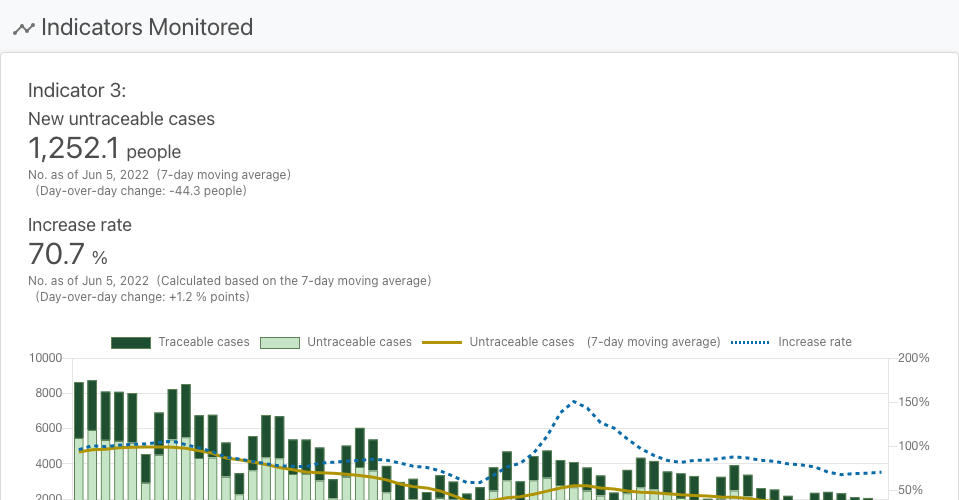 Indicators Monitored
Indicator 3:
New untraceable cases
1,252.1 people
No. as of Jun 5, 2022 (7-day moving average)
(Day-over-day change: -44.3 people)
Increase rate
70.7 %
No. as of Jun 5, 2022 (Calculated based on the 7-day moving average)
(Day-over-day change: +1.2 % points)
Traceable cases Untraceable cases Untraceable cases (7-day moving average) Increase rate
10000 200%
8000
150%
6000
100%
4000
50%
2000